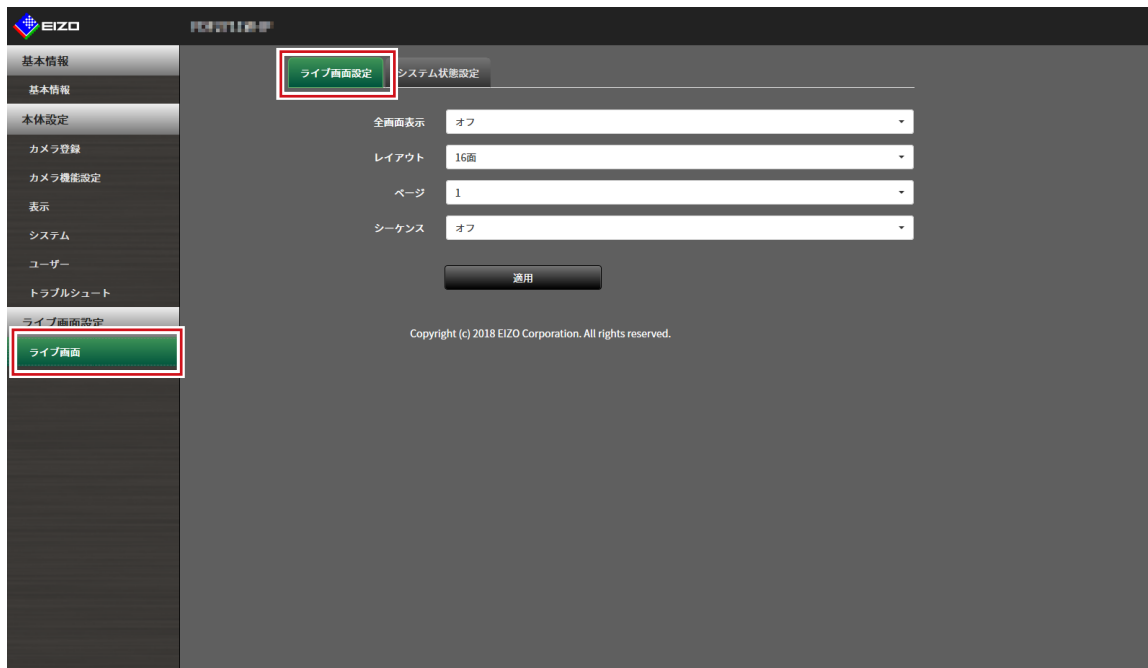 EIZO
基本情報
基本情報
本体設定
カメラ登録
カメラ機能設定
表示
システム
ユーザー
トラブルシュート
ライブ画面設定
ライブ画面
ライブ画面設定
システム状態設定
全画面表示 オフ
レイアウト 16面
ページ 1
シーケンス オフ
適用
Copyright (c) 2018 EIZO Corporation. All rights reserved.